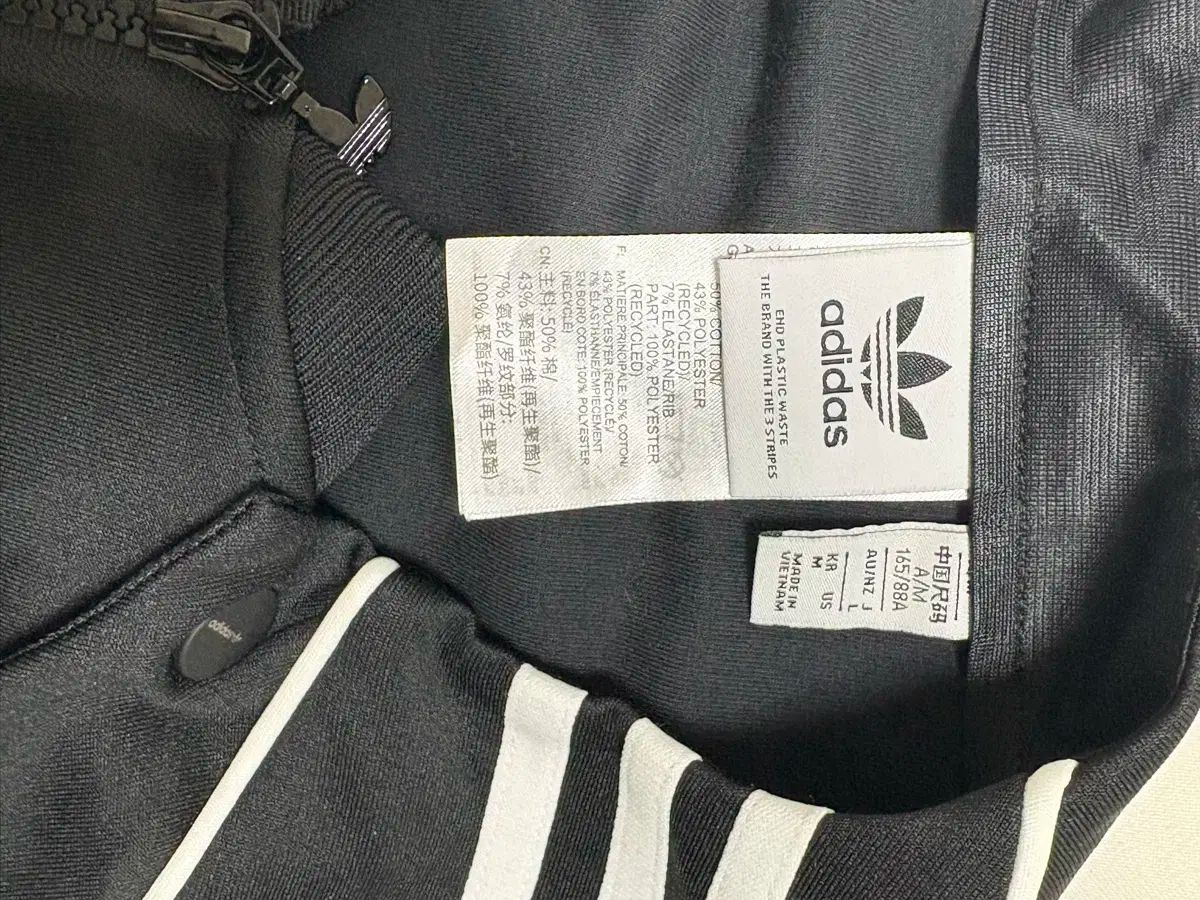 adidas
END PLASTIC WASTE
THE BRAND WITH THE 3-STRIPES
50% COTTON/
43% POLYESTER
(RECYCLED)/
7% ELASTANE/RIB
PART: 100% POLYESTER
(RECYCLED)
F: MATIERE PRINCIPALE: 50% COTON
43% POLYESTER (RECYCLE)/
7% ELASTHANNE/EMPIECEMENT
EN BORD COTE: 100% POLYESTER
(RECYCLE)
CN 主料: 50% 棉/
43% 聚酯纤维(再生聚酯)/
7% 氨纶/罗纹部分:
100% 聚酯纤维(再生聚酯)
中国尺码
A/M
165/88A
AU/NZ J
L
KR US
M
MADE IN
VIETNAM
adidas